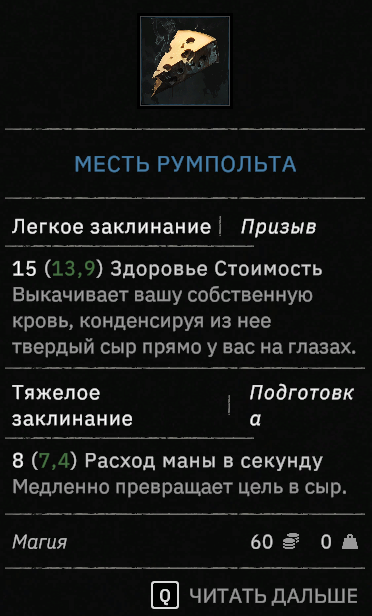 МЕСТЬ РУМПОЛЬТА
Легкое заклинание | Призыв
15 (13,9) Здоровье Стоимость
Выкачивает вашу собственную
кровь, конденсируя из нее
твердый сыр прямо у вас на глазах.
Тяжелое | Подготовк
заклинание а
8 (7,4) Расход маны в секунду
Медленно превращает цель в сыр.
Магия 60 0
Q ЧИТАТЬ ДАЛЬШЕ